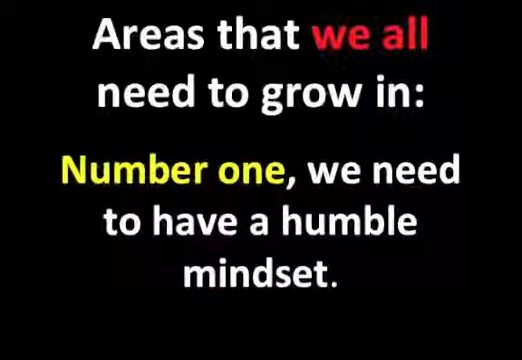 Areas that we all
need to grow in:
Number one, we need
to have a humble
mindset.